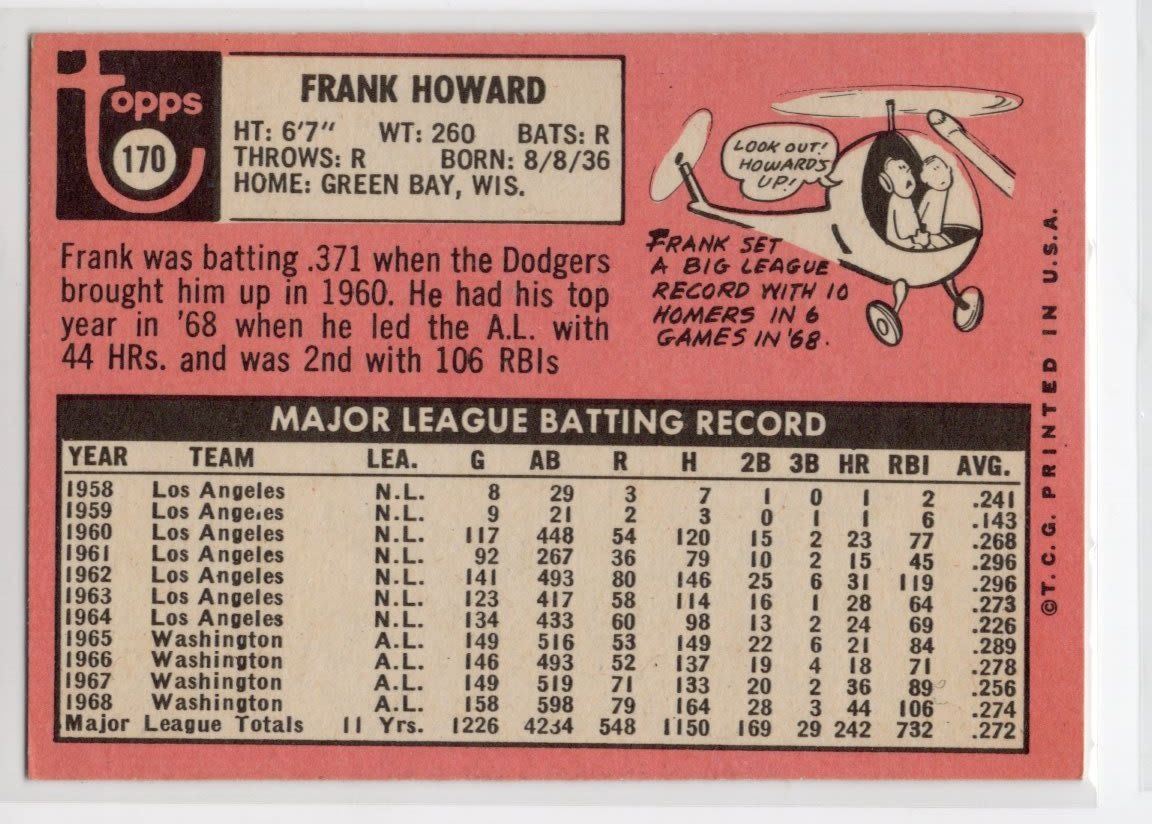 topps
170
FRANK HOWARD
HT: 6'7" WT: 260 BATS: R
THROWS: R BORN: 8/8/36
HOME: GREEN BAY, WIS.
LOOK OUT!
HOWARD'S
UP!
FRANK SET
A BIG LEAGUE
RECORD WITH 10
HOMERS IN 6
GAMES IN '68.
Frank was batting .371 when the Dodgers
brought him up in 1960. He had his top
year in '68 when he led the A.L. with
44 HRs. and was 2nd with 106 RBIs
MAJOR LEAGUE BATTING RECORD
YEAR TEAM LEA. G AB R H 2B 3B HR RBI AVG.
1958 Los Angeles N.L. 8 29 3 7 1 0 1 2 .241
1959 Los Angeles N.L. 9 21 2 3 0 1 1 6 .143
1960 Los Angeles N.L. 117 448 54 120 15 2 23 77 .268
1961 Los Angeles N.L. 92 267 36 79 10 2 15 45 .296
1962 Los Angeles N.L. 141 493 80 146 25 6 31 119 .296
1963 Los Angeles N.L. 123 417 58 114 16 1 28 64 .273
1964 Los Angeles N.L. 134 433 60 98 13 2 24 69 .226
1965 Washington A.L. 149 516 53 149 22 6 21 84 .289
1966 Washington A.L. 146 493 52 137 19 4 18 71 .278
1967 Washington A.L. 149 519 71 133 20 2 36 89 .256
1968 Washington A.L. 158 598 79 164 28 3 44 106 .274
Major League Totals 11 Yrs. 1226 4234 548 1150 169 29 242 732 .272
©T.C.G. PRINTED IN U.S.A.